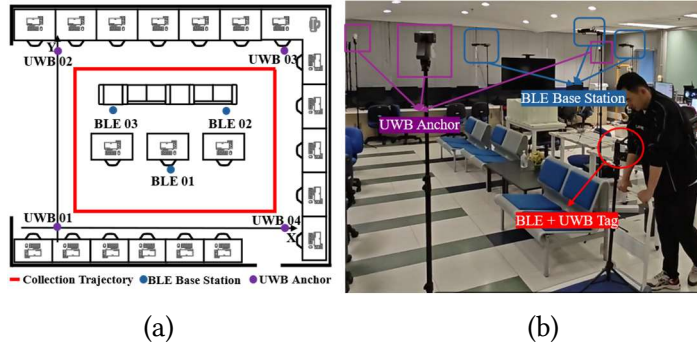 Y
UWB 02
UWB 03
BLE 03
BLE 02
BLE 01
UWB 01
UWB 04
X
Collection Trajectory
BLE Base Station
UWB Anchor
(a)
BLE Base Station
UWB Anchor
BLE + UWB Tag
(b)